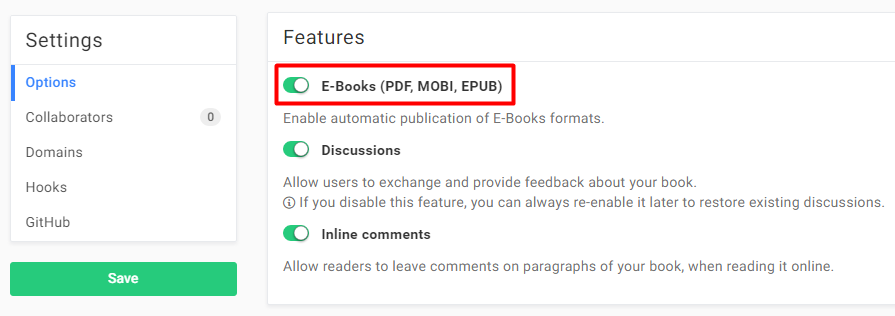 Settings
Options
Collaborators 0
Domains
Hooks
GitHub
Save
Features
E-Books (PDF, MOBI, EPUB)
Enable automatic publication of E-Books formats.
Discussions
Allow users to exchange and provide feedback about your book.
If you disable this feature, you can always re-enable it later to restore existing discussions.
Inline comments
Allow readers to leave comments on paragraphs of your book, when reading it online.